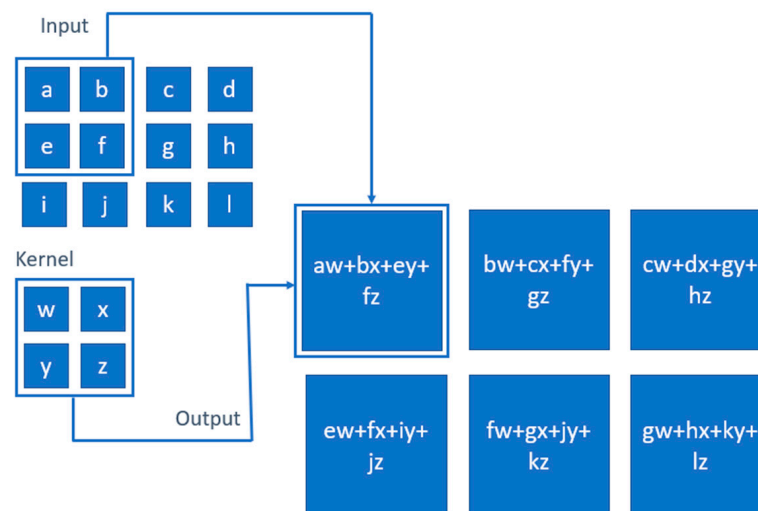 Input
a b c d
e f g h
i j k l
Kernel
w x
y z
Output
aw+bx+ey+
fz
bw+cx+fy+
gz
cw+dx+gy+
hz
ew+fx+iy+
jz
fw+gx+jy+
kz
gw+hx+ky+
lz